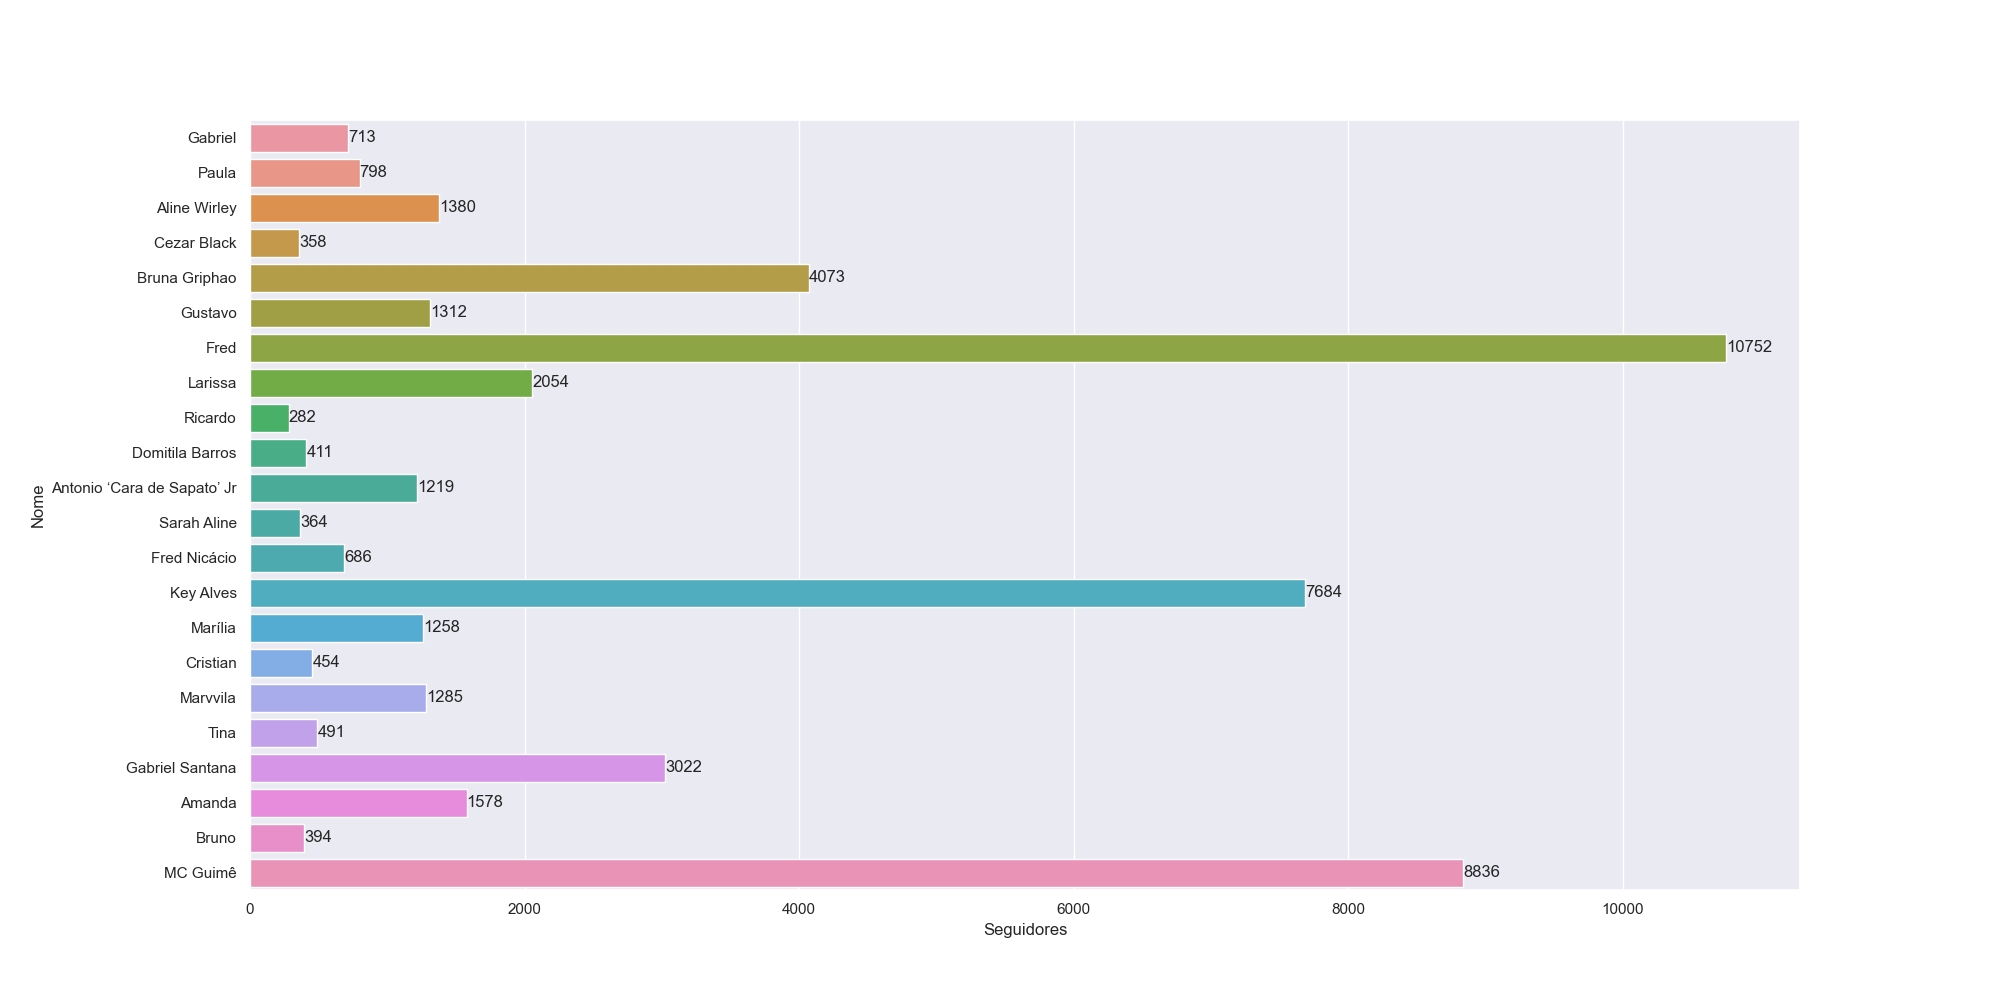 Gabriel 713
Paula 798
Aline Wirley 1380
Cezar Black 358
Bruna Griphao 4073
Gustavo 1312
Fred 10752
Larissa 2054
Ricardo 282
Domitila Barros 411
Antonio ‘Cara de Sapato’ Jr 1219
Sarah Aline 364
Fred Nicácio 686
Key Alves 7684
Marília 1258
Cristian 454
Marvvila 1285
Tina 491
Gabriel Santana 3022
Amanda 1578
Bruno 394
MC Guimê 8836
Nome
0 2000 4000 6000 8000 10000
Seguidores